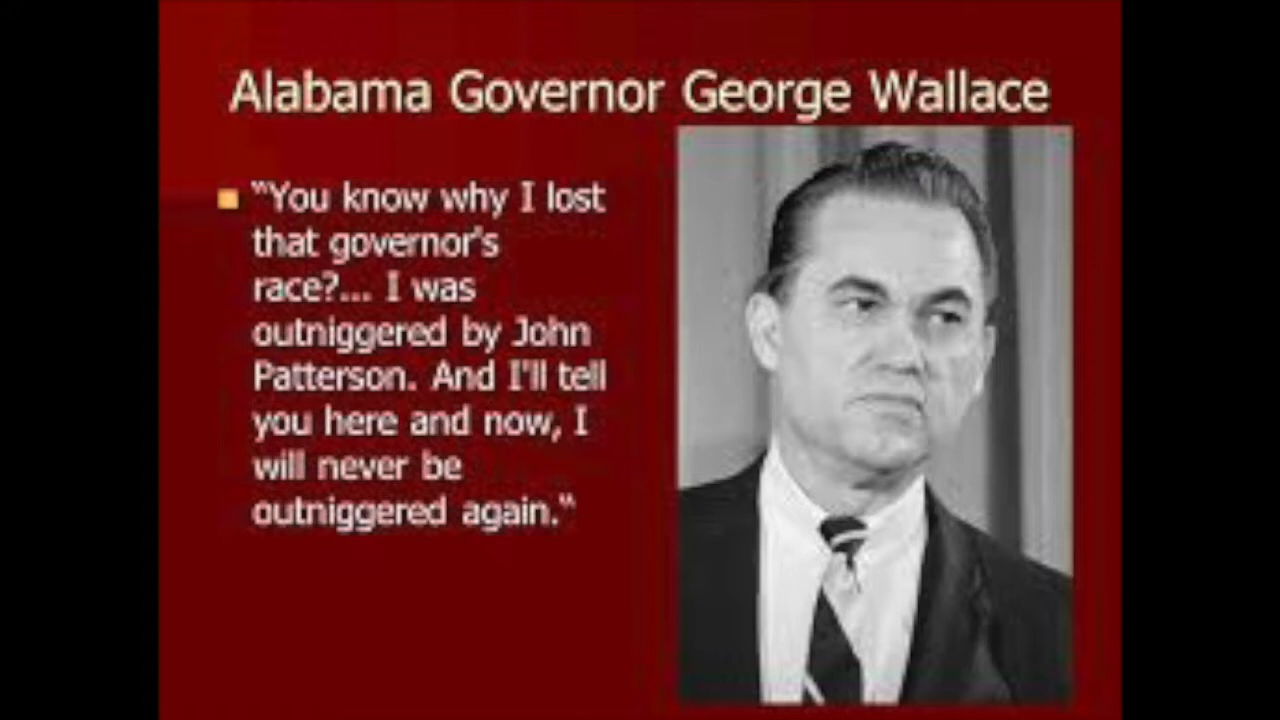 Alabama Governor George Wallace
"You know why I lost
that governor's
race?... I was
outniggered by John
Patterson. And I'll tell
you here and now, I
will never be
outniggered again."